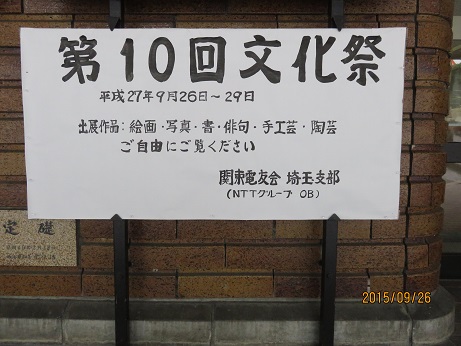 第10回文化祭
平成27年9月26日～29日
出展作品：絵画・写真・書・俳句・手工芸・陶芸
ご自由にご覧ください
関東電友会 埼玉支部
(NTTグループ OB)
定礎
2015/09/26